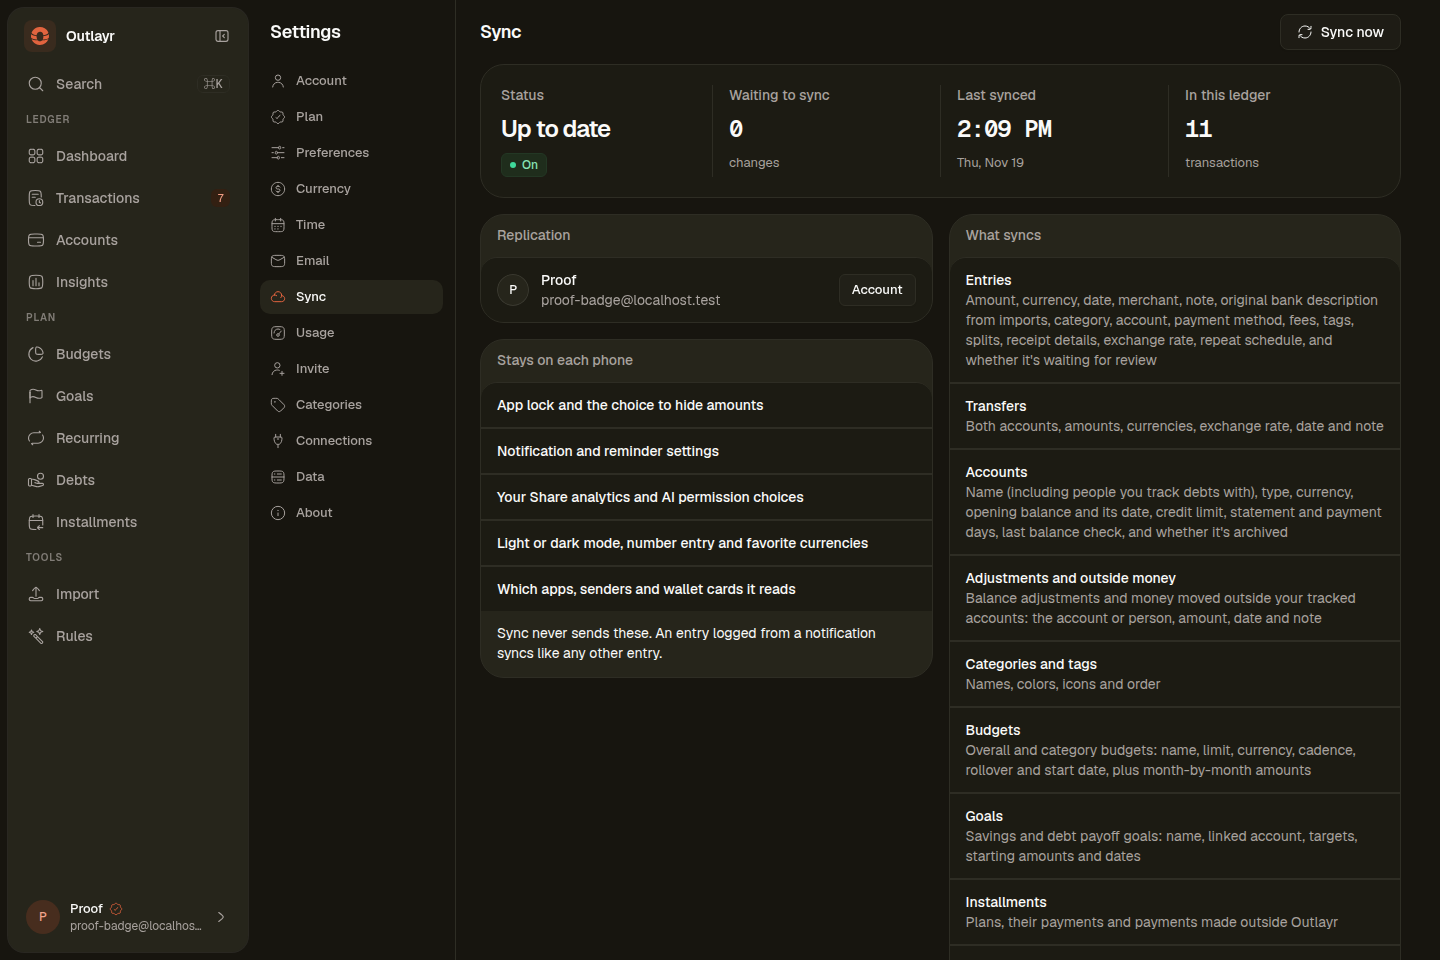 Outlayr
Search
⌘K
LEDGER
Dashboard
Transactions
7
Accounts
Insights
PLAN
Budgets
Goals
Recurring
Debts
Installments
TOOLS
Import
Rules
P
Proof
proof-badge@localhos...
Settings
Account
Plan
Preferences
Currency
Time
Email
Sync
Usage
Invite
Categories
Connections
Data
About
Sync
Sync now
Status
Up to date
On
Waiting to sync
0
changes
Last synced
2:09 PM
Thu, Nov 19
In this ledger
11
transactions
Replication
P
Proof
proof-badge@localhost.test
Account
Stays on each phone
App lock and the choice to hide amounts
Notification and reminder settings
Your Share analytics and AI permission choices
Light or dark mode, number entry and favorite currencies
Which apps, senders and wallet cards it reads
Sync never sends these. An entry logged from a notification
syncs like any other entry.
What syncs
Entries
Amount, currency, date, merchant, note, original bank description
from imports, category, account, payment method, fees, tags,
splits, receipt details, exchange rate, repeat schedule, and
whether it's waiting for review
Transfers
Both accounts, amounts, currencies, exchange rate, date and note
Accounts
Name (including people you track debts with), type, currency,
opening balance and its date, credit limit, statement and payment
days, last balance check, and whether it's archived
Adjustments and outside money
Balance adjustments and money moved outside your tracked
accounts: the account or person, amount, date and note
Categories and tags
Names, colors, icons and order
Budgets
Overall and category budgets: name, limit, currency, cadence,
rollover and start date, plus month-by-month amounts
Goals
Savings and debt payoff goals: name, linked account, targets,
starting amounts and dates
Installments
Plans, their payments and payments made outside Outlayr